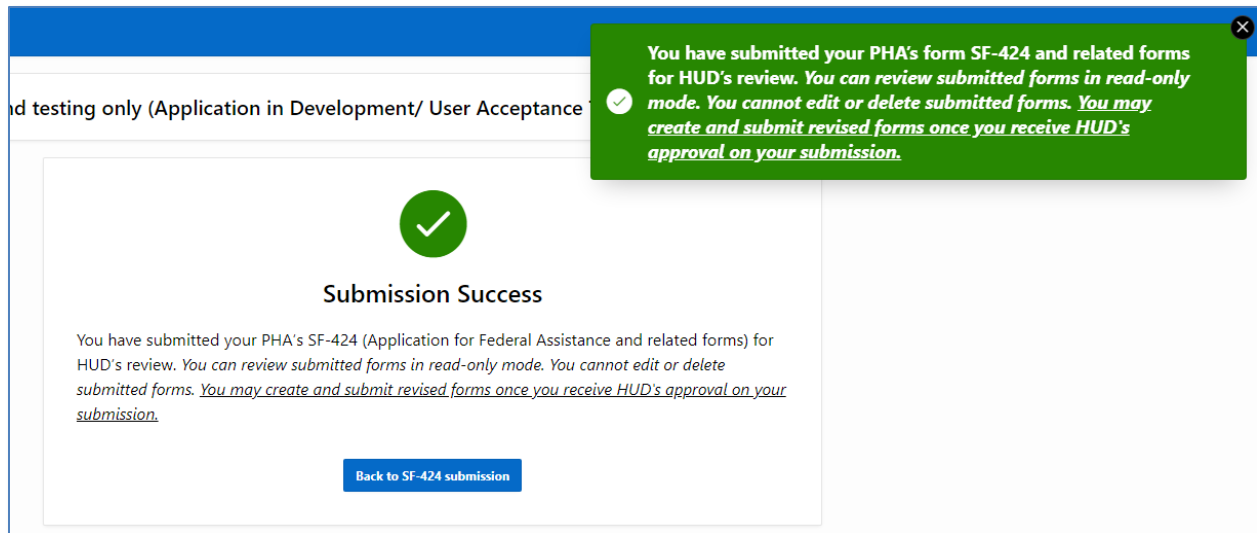 You have submitted your PHA's form SF-424 and related forms
for HUD's review. You can review submitted forms in read-only
mode. You cannot edit or delete submitted forms. You may
create and submit revised forms once you receive HUD's
approval on your submission.
nd testing only (Application in Development/ User Acceptance
Submission Success
You have submitted your PHA's SF-424 (Application for Federal Assistance and related forms) for
HUD's review. You can review submitted forms in read-only mode. You cannot edit or delete
submitted forms. You may create and submit revised forms once you receive HUD's approval on your
submission.
Back to SF-424 submission